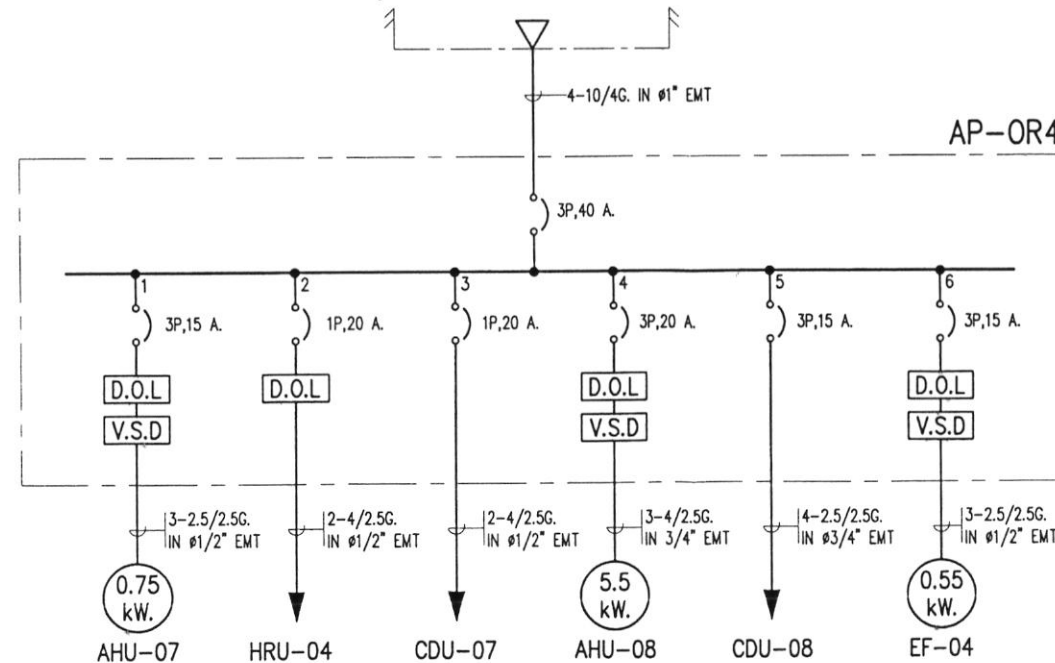 4-10/4G. IN ø1" EMT
AP-OR4
3P,40 A.
1 2 3 4 5 6
3P,15 A. 1P,20 A. 1P,20 A. 3P,20 A. 3P,15 A. 3P,15 A.
D.O.L D.O.L D.O.L D.O.L
V.S.D V.S.D V.S.D
3-2.5/2.5G. 2-4/2.5G. 2-4/2.5G. 3-4/2.5G. 4-2.5/2.5G. 3-2.5/2.5G.
IN ø1/2" EMT IN ø1/2" EMT IN ø1/2" EMT IN 3/4" EMT IN ø3/4" EMT IN ø1/2" EMT
0.75 5.5 0.55
kW. kW. kW.
AHU-07 HRU-04 CDU-07 AHU-08 CDU-08 EF-04